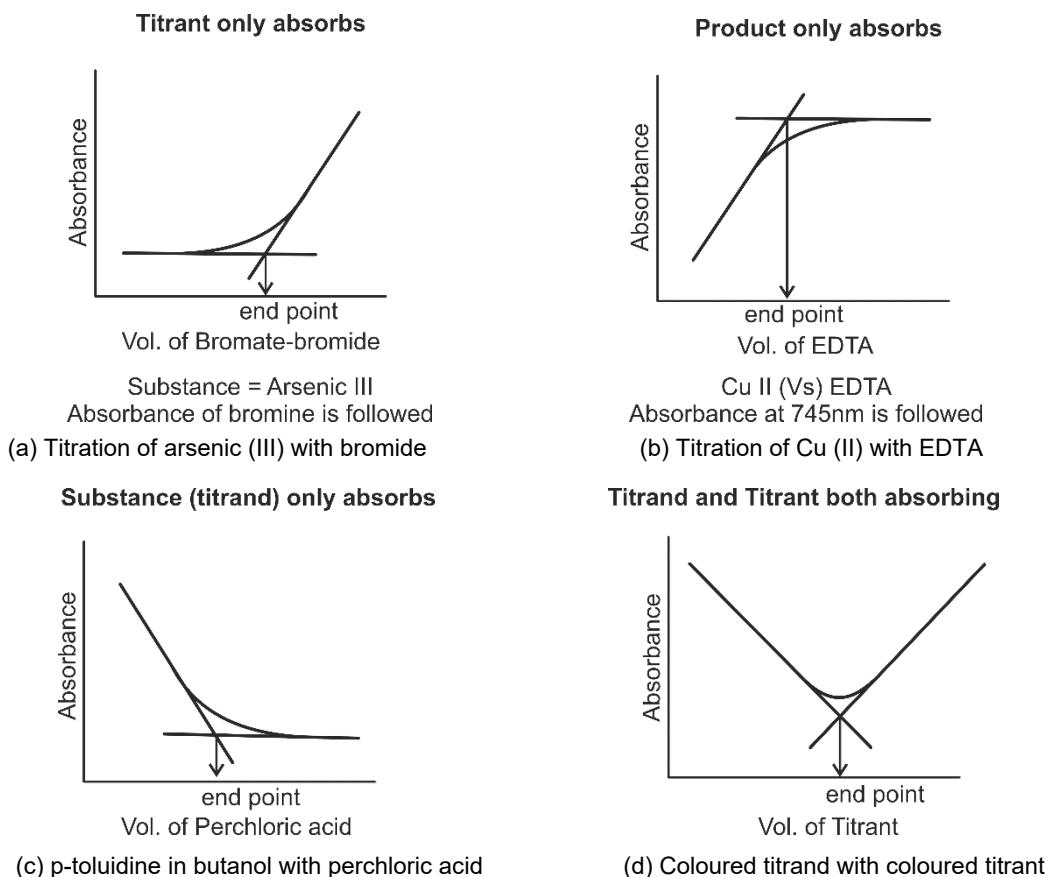 Titrant only absorbs
Absorbance
end point
Vol. of Bromate-bromide
Substance = Arsenic III
Absorbance of bromine is followed
(a) Titration of arsenic (III) with bromide
Product only absorbs
Absorbance
end point
Vol. of EDTA
Cu II (Vs) EDTA
Absorbance at 745nm is followed
(b) Titration of Cu (II) with EDTA
Substance (titrand) only absorbs
Absorbance
end point
Vol. of Perchloric acid
(c) p-toluidine in butanol with perchloric acid
Titrand and Titrant both absorbing
Absorbance
end point
Vol. of Titrant
(d) Coloured titrand with coloured titrant